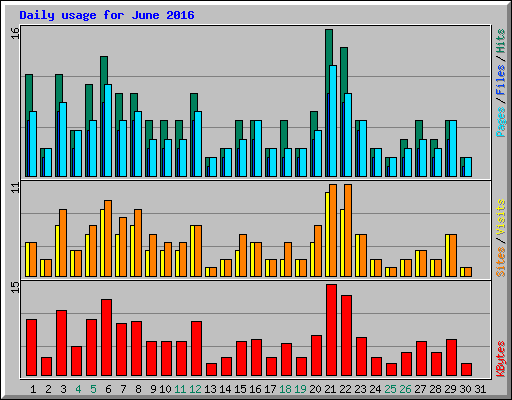 Daily usage for June 2016
16
Pages / Files / Hits
11
Sites / Visits
15
KBytes
1 2 3 4 5 6 7 8 9 10 11 12 13 14 15 16 17 18 19 20 21 22 23 24 25 26 27 28 29 30 31